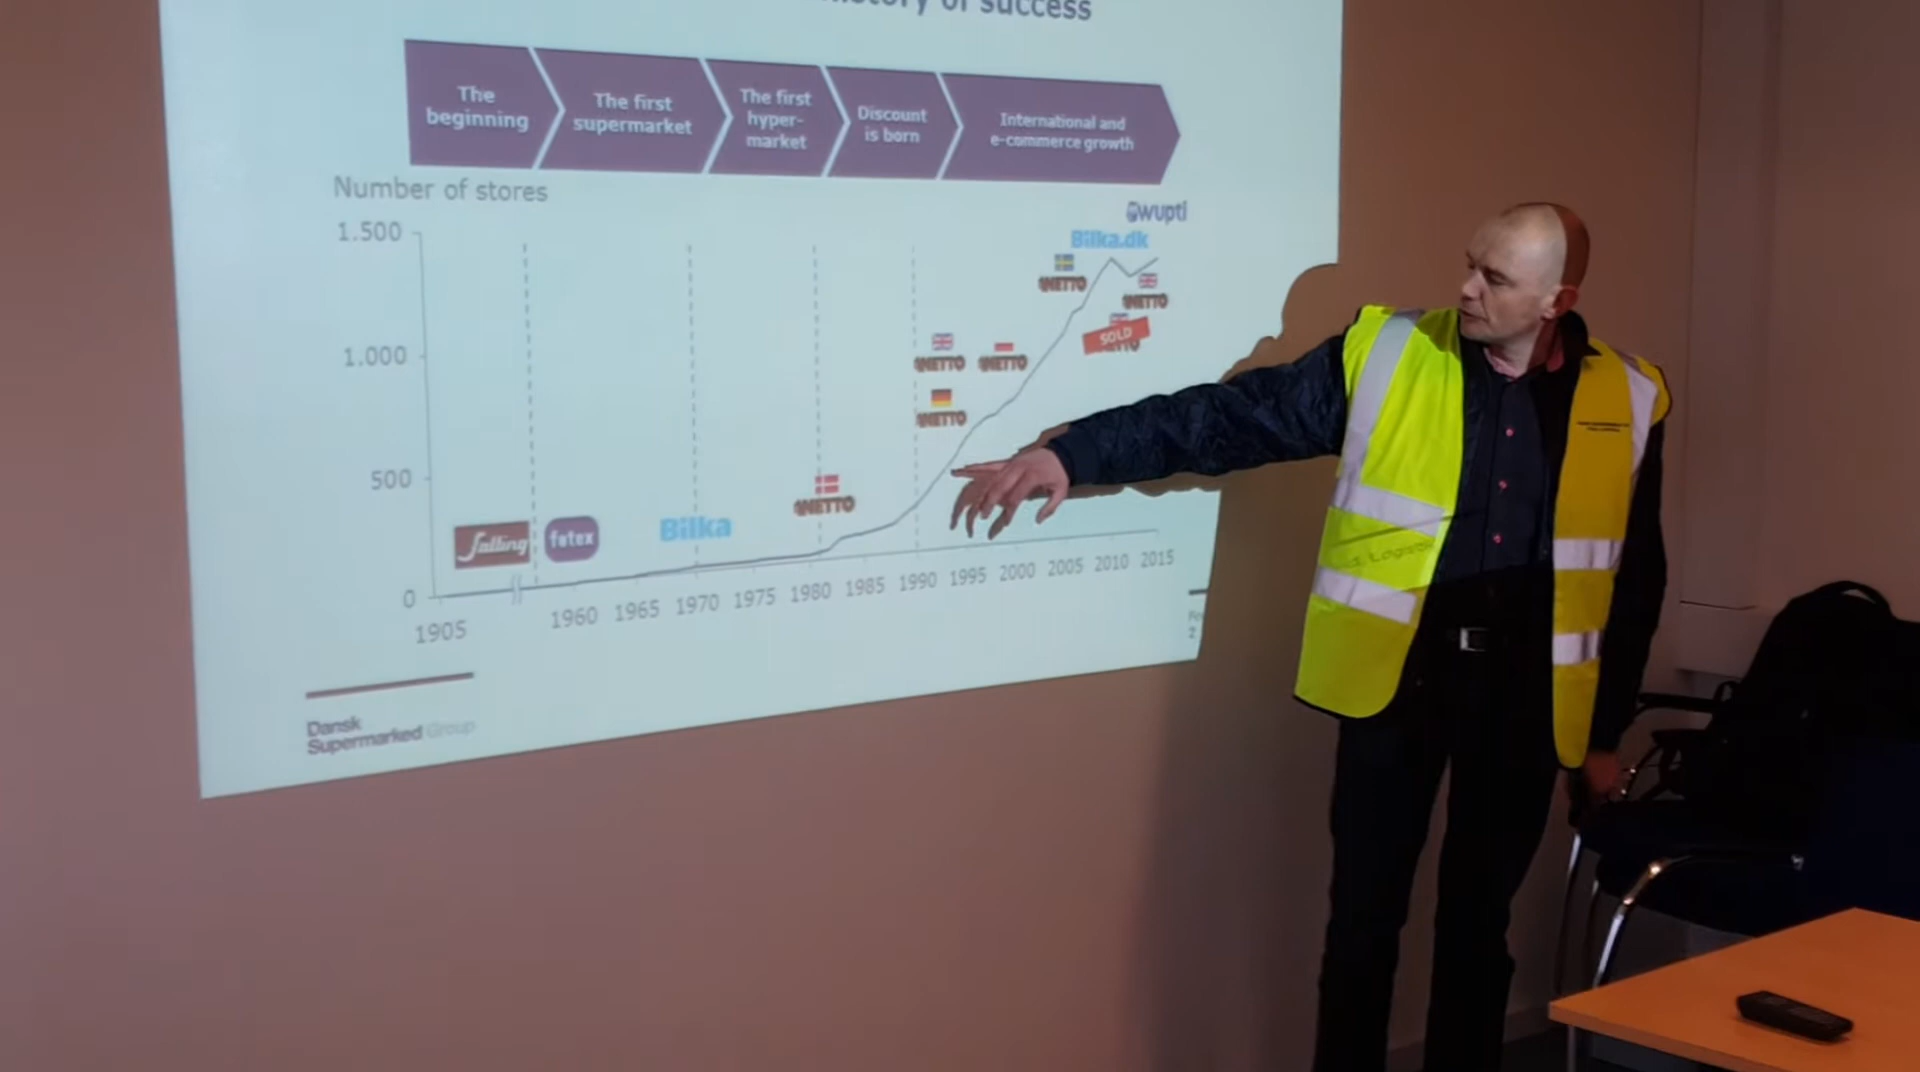 history of success
The
beginning
The first
supermarket
The first
hyper-
market
Discount
is born
International and
e-commerce growth
Number of stores
1.500
1.000
500
0
wupti
Bilka.dk
NETTO
NETTO
SOLD
NETTO
NETTO
NETTO
NETTO
Salling
føtex
Bilka
1905
1960
1965
1970
1975
1980
1985
1990
1995
2000
2005
2010
2015
2
Dansk
Supermarked Group